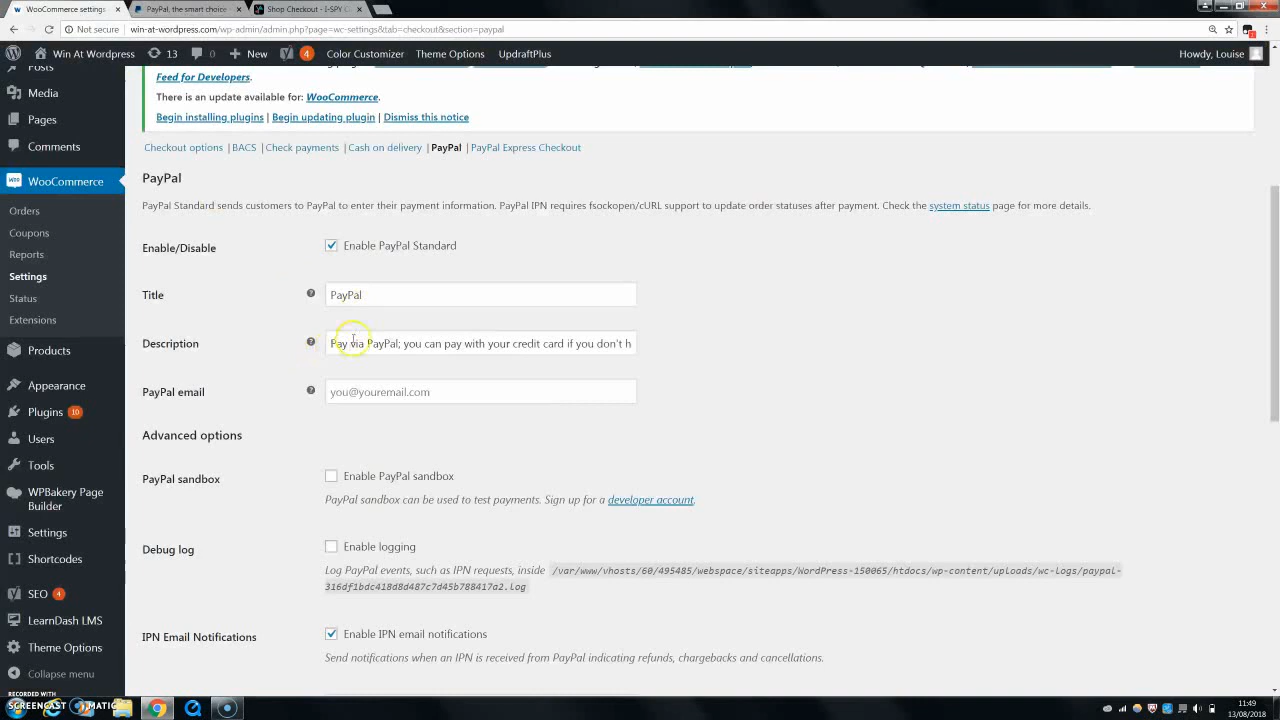 WooCommerce settings
PayPal, the smart choice
Shop Checkout - I-SPY
Not secure | win-at-wordpress.com/wp-admin/admin.php?page=wc-settings&tab=checkout&section=paypal
Win At WordPress 13 0 New 4 Color Customizer Theme Options UpdraftPlus Howdy, Louise
Posts
Media
Pages
Comments
WooCommerce
Orders
Coupons
Reports
Settings
Status
Extensions
Products
Appearance
Plugins 10
Users
Tools
WPBakery Page
Builder
Settings
Shortcodes
SEO 4
LearnDash LMS
Theme Options
Collapse menu
Feed for Developers.
There is an update available for: WooCommerce.
Begin installing plugins | Begin updating plugin | Dismiss this notice
Checkout options | BACS | Check payments | Cash on delivery | PayPal | PayPal Express Checkout
PayPal
PayPal Standard sends customers to PayPal to enter their payment information. PayPal IPN requires fsockopen/cURL support to update order statuses after payment. Check the system status page for more details.
Enable/Disable Enable PayPal Standard
Title ? PayPal
Description ? Pay via PayPal; you can pay with your credit card if you don't h
PayPal email ? you@youremail.com
Advanced options
PayPal sandbox Enable PayPal sandbox
PayPal sandbox can be used to test payments. Sign up for a developer account.
Debug log Enable logging
Log PayPal events, such as IPN requests, inside /var/www/vhosts/60/495485/webspace/siteapps/WordPress-150065/htdocs/wp-content/uploads/wc-logs/paypal-
316df1bdc418d8d487c7d45b788417a2.log
IPN Email Notifications Enable IPN email notifications
Send notifications when an IPN is received from PayPal indicating refunds, chargebacks and cancellations.
RECORDED WITH
SCREENCAST MATIC
11:49
13/08/2018